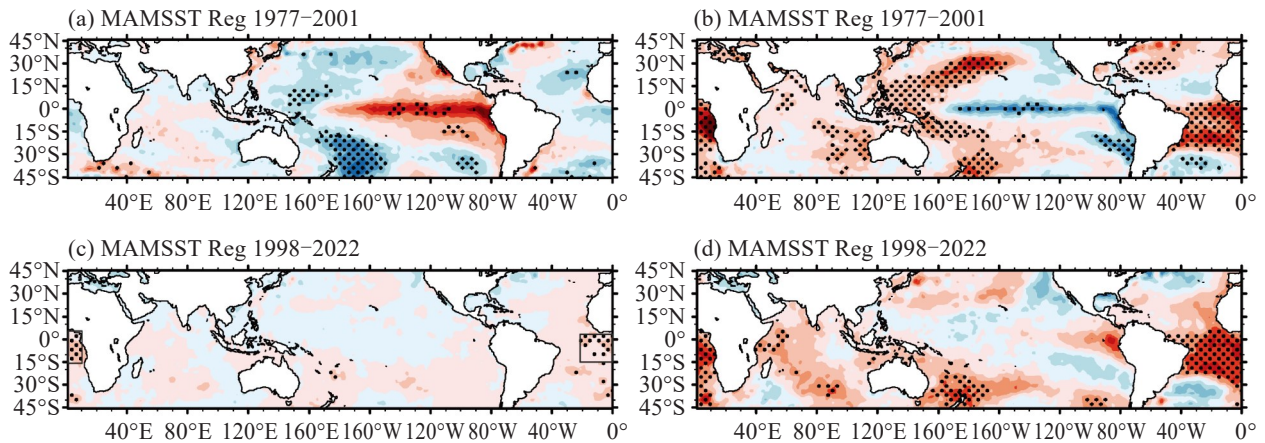 (a) MAMSST Reg 1977−2001
45°N
30°N
15°N
0°
15°S
30°S
45°S
40°E 80°E 120°E 160°E 160°W 120°W 80°W 40°W 0°
(b) MAMSST Reg 1977−2001
45°N
30°N
15°N
0°
15°S
30°S
45°S
40°E 80°E 120°E 160°E 160°W 120°W 80°W 40°W 0°
(c) MAMSST Reg 1998−2022
45°N
30°N
15°N
0°
15°S
30°S
45°S
40°E 80°E 120°E 160°E 160°W 120°W 80°W 40°W 0°
(d) MAMSST Reg 1998−2022
45°N
30°N
15°N
0°
15°S
30°S
45°S
40°E 80°E 120°E 160°E 160°W 120°W 80°W 40°W 0°